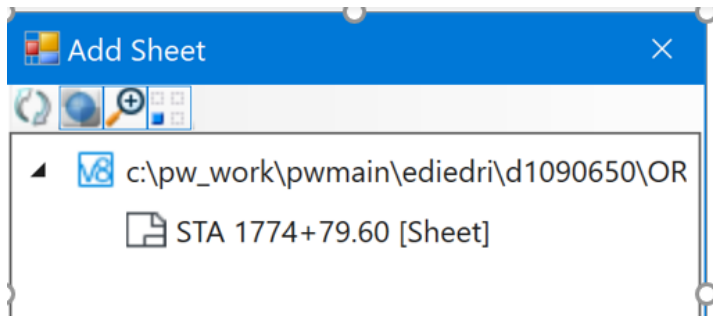 Add Sheet
V8 c:\pw_work\pwmain\ediedri\d1090650\OR
STA 1774+79.60 [Sheet]